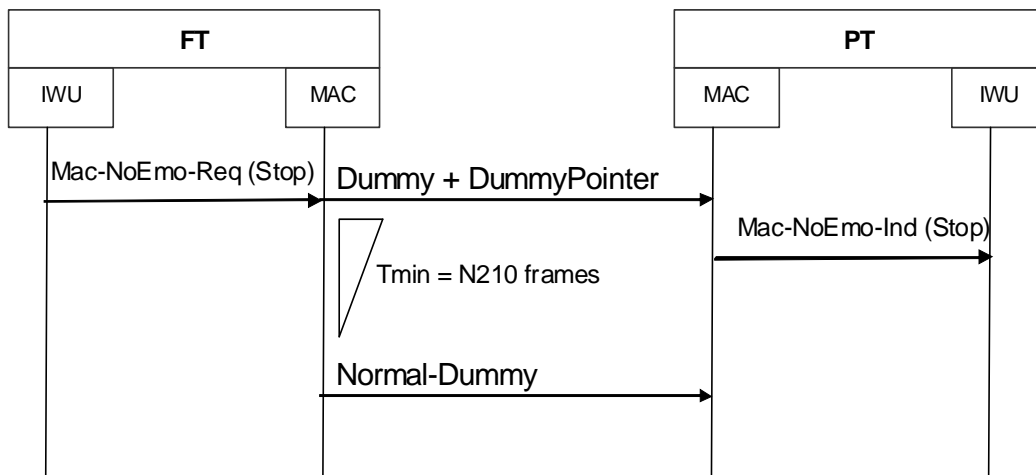 FT
PT
IWU
MAC
MAC
IWU
Mac-NoEmo-Req (Stop)
Dummy + DummyPointer
Mac-NoEmo-Ind (Stop)
Tmin = N210 frames
Normal-Dummy